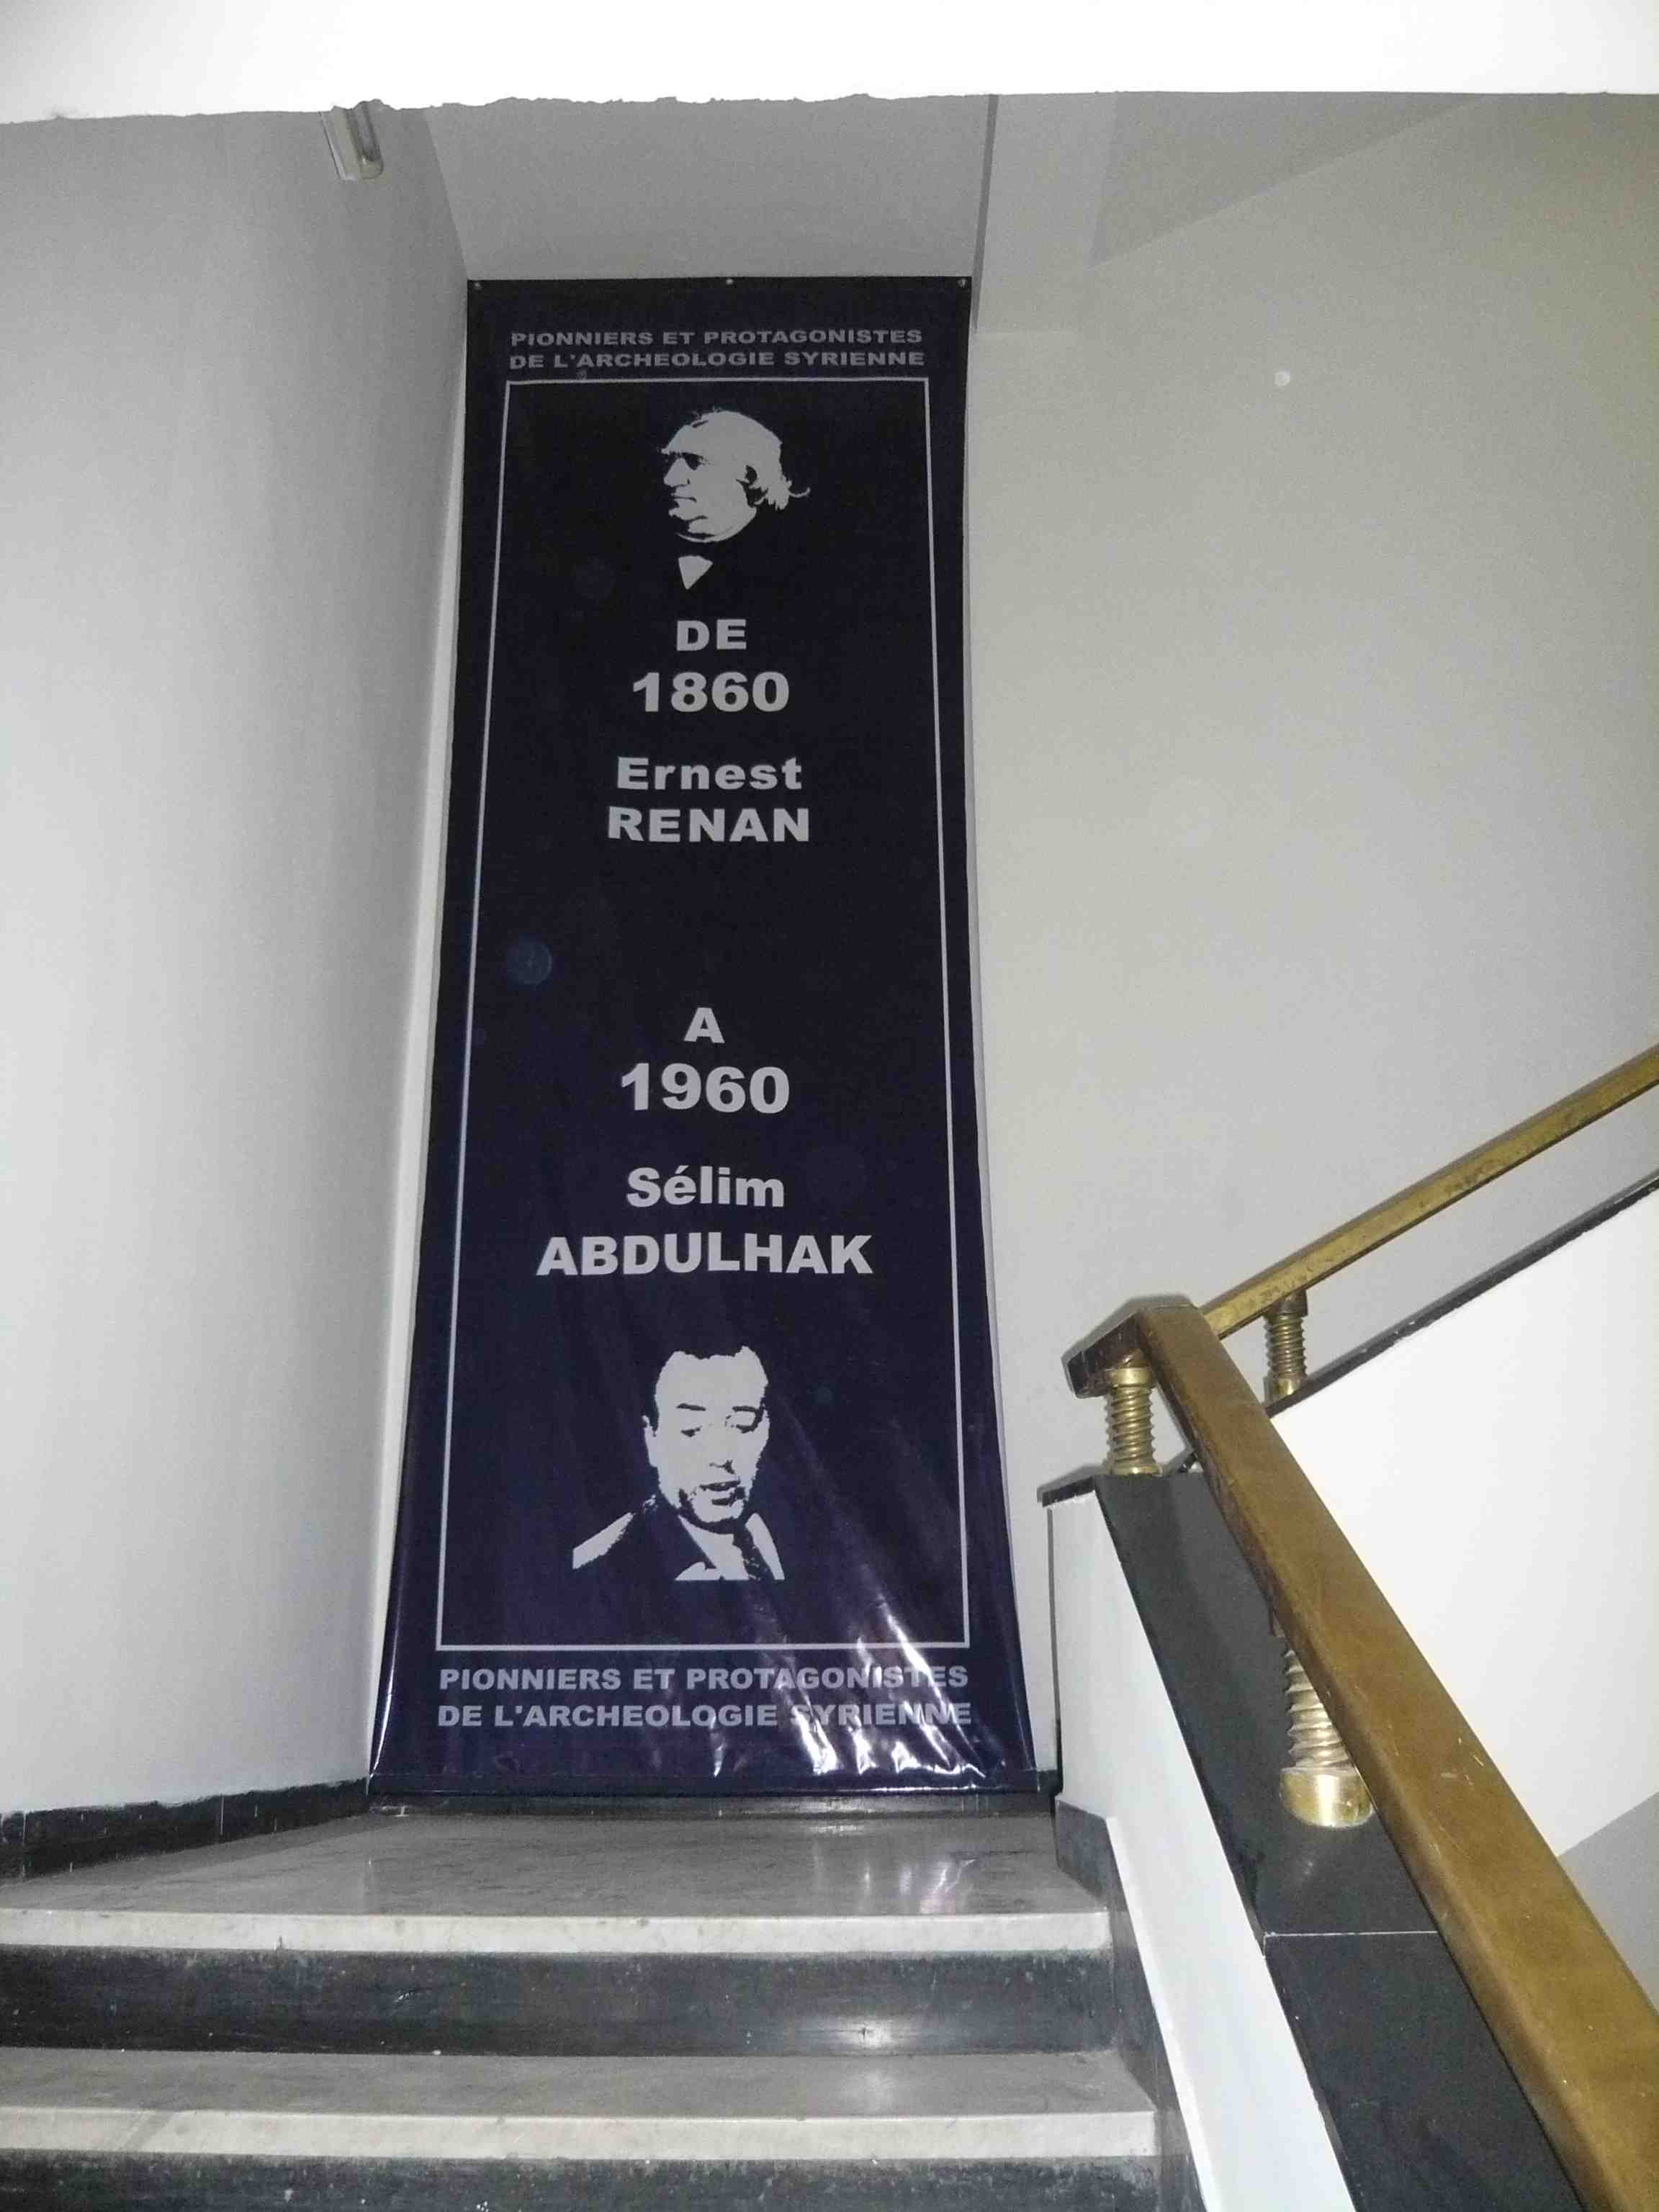 PIONNIERS ET PROTAGONISTES
DE L'ARCHEOLOGIE SYRIENNE
DE
1860
Ernest
RENAN
A
1960
Sélim
ABDULHAK
PIONNIERS ET PROTAGONISTES
DE L'ARCHEOLOGIE SYRIENNE